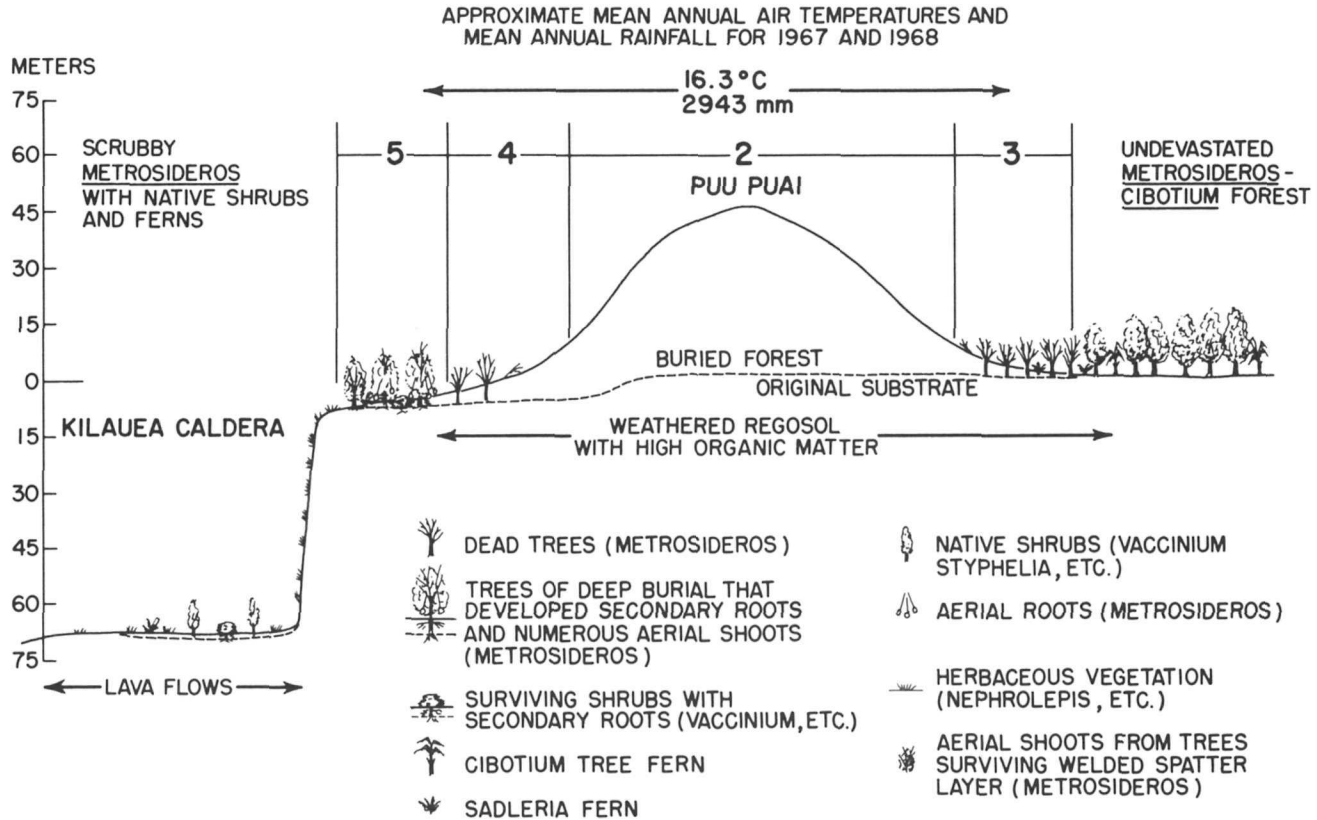 APPROXIMATE MEAN ANNUAL AIR TEMPERATURES AND
MEAN ANNUAL RAINFALL FOR 1967 AND 1968
METERS
16.3°C
2943 mm
75
60
45
30
15
0
15
30
45
60
75
SCRUBBY
METROSIDEROS
WITH NATIVE SHRUBS
AND FERNS
5
4
2
3
PUU PUAI
UNDEVASTATED
METROSIDEROS-
CIBOTIUM FOREST
BURIED FOREST
ORIGINAL SUBSTRATE
KILAUEA CALDERA
WEATHERED REGOSOL
WITH HIGH ORGANIC MATTER
LAVA FLOWS
DEAD TREES (METROSIDEROS)
TREES OF DEEP BURIAL THAT
DEVELOPED SECONDARY ROOTS
AND NUMEROUS AERIAL SHOOTS
(METROSIDEROS)
SURVIVING SHRUBS WITH
SECONDARY ROOTS (VACCINIUM, ETC.)
CIBOTIUM TREE FERN
SADLERIA FERN
NATIVE SHRUBS (VACCINIUM
STYPHELIA, ETC.)
AERIAL ROOTS (METROSIDEROS)
HERBACEOUS VEGETATION
(NEPHROLEPIS, ETC.)
AERIAL SHOOTS FROM TREES
SURVIVING WELDED SPATTER
LAYER (METROSIDEROS)